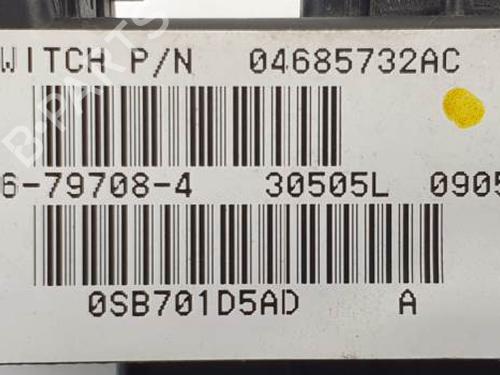 WITCH P/N 04685732AC
6-79708-4 30505L 0905
0SB701D5AD A
B-PARTS